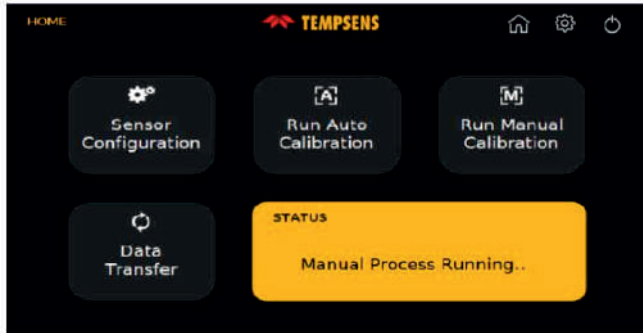 HOME
TEMPSENS
[A]
[M]
Sensor
Configuration
Run Auto
Calibration
Run Manual
Calibration
Data
Transfer
STATUS
Manual Process Running..